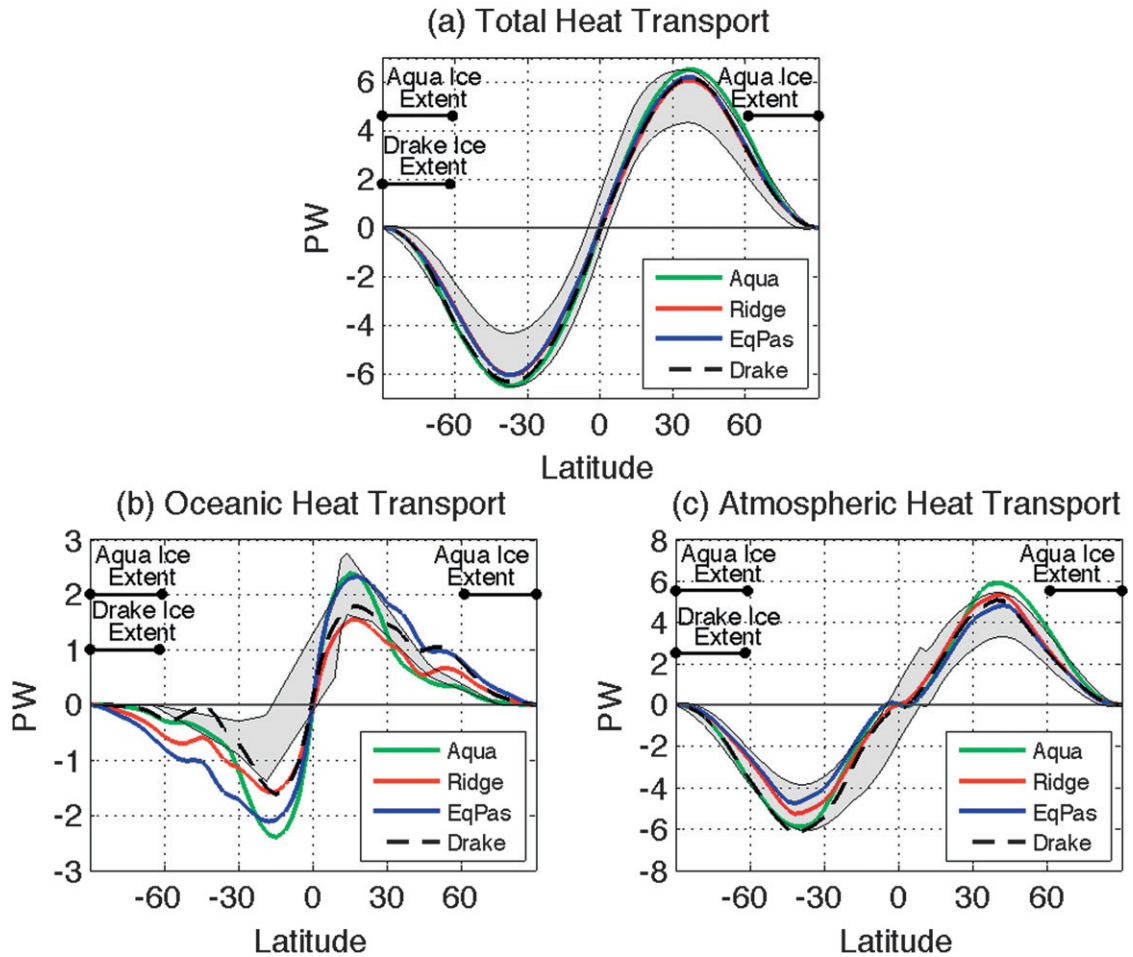 (a) Total Heat Transport
6
4
2
0
-2
-4
-6
PW
Aqua Ice
Extent
Drake Ice
Extent
Aqua Ice
Extent
Aqua
Ridge
EqPas
Drake
-60 -30 0 30 60
Latitude
(b) Oceanic Heat Transport
3
2
1
0
-1
-2
-3
PW
Aqua Ice
Extent
Drake Ice
Extent
Aqua Ice
Extent
Aqua
Ridge
EqPas
Drake
-60 -30 0 30 60
Latitude
(c) Atmospheric Heat Transport
8
6
4
2
0
-2
-4
-6
-8
PW
Aqua Ice
Extent
Drake Ice
Extent
Aqua Ice
Extent
Aqua
Ridge
EqPas
Drake
-60 -30 0 30 60
Latitude